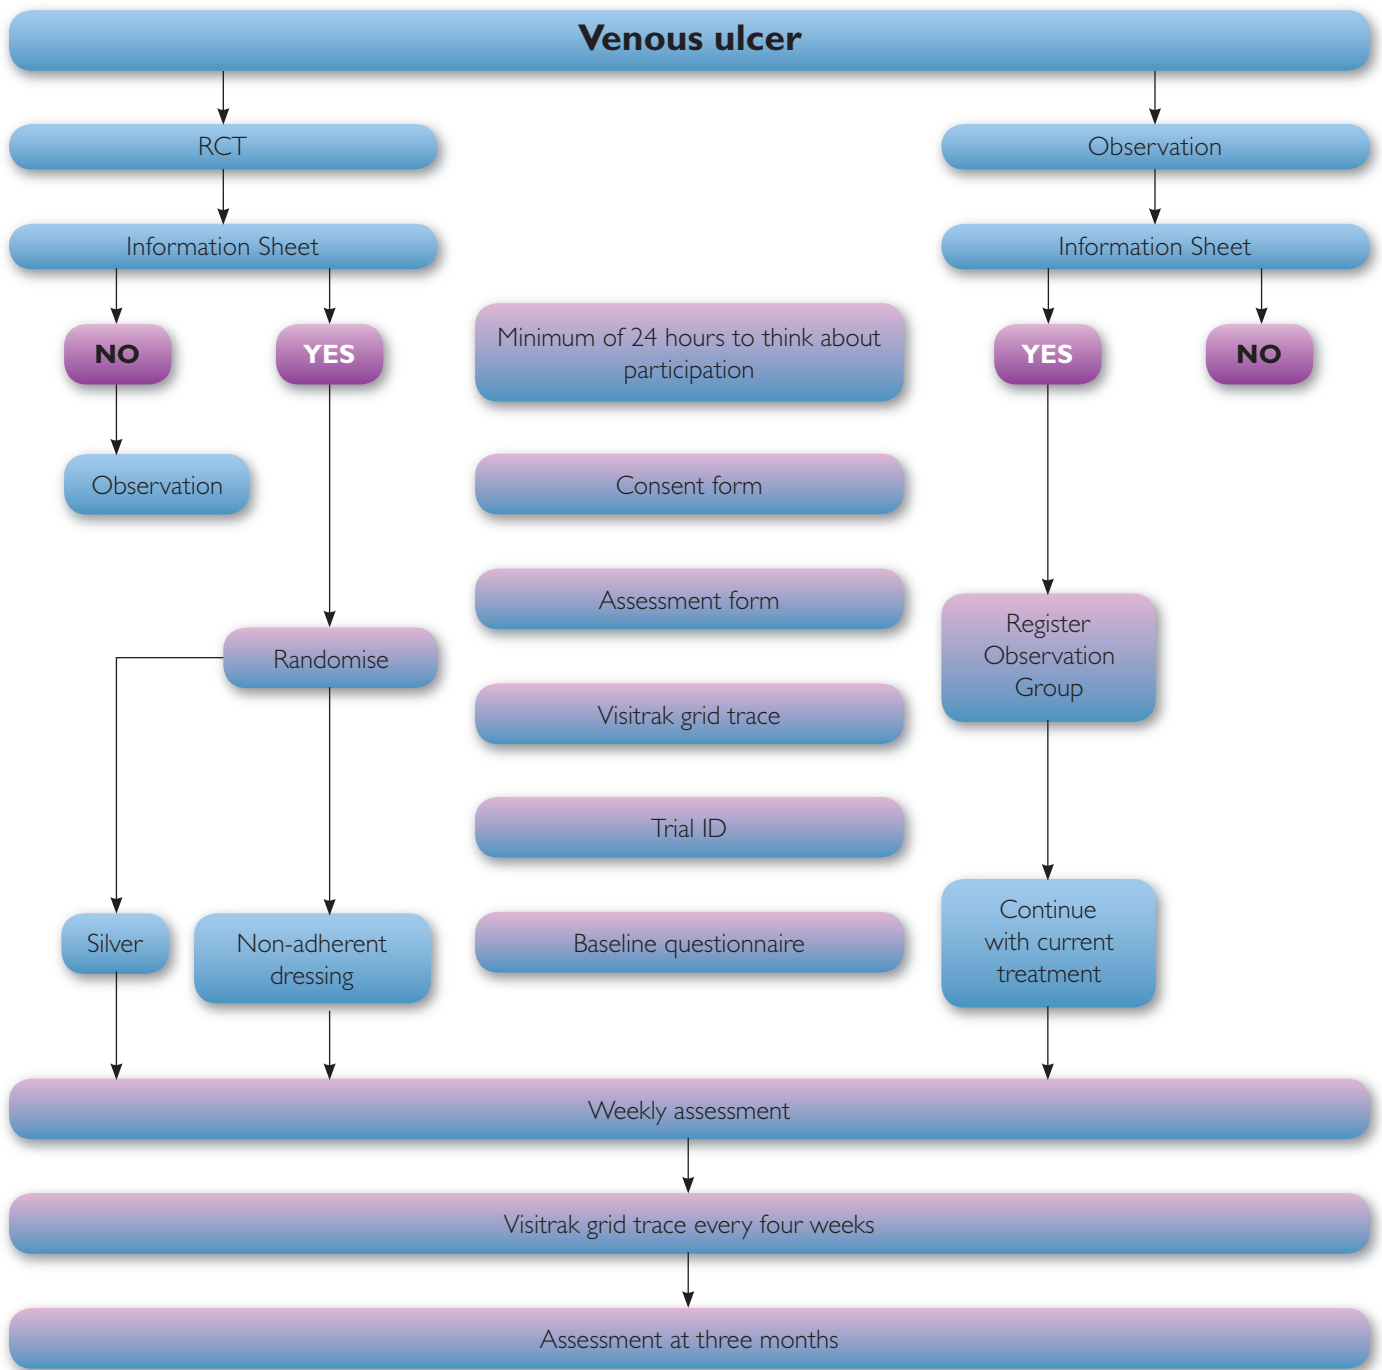 Venous ulcer
RCT
Observation
Information Sheet
Information Sheet
NO
YES
Minimum of 24 hours to think about
participation
YES
NO
Observation
Consent form
Assessment form
Register
Observation
Group
Randomise
Visitrak grid trace
Trial ID
Silver
Non-adherent
dressing
Baseline questionnaire
Continue
with current
treatment
Weekly assessment
Visitrak grid trace every four weeks
Assessment at three months